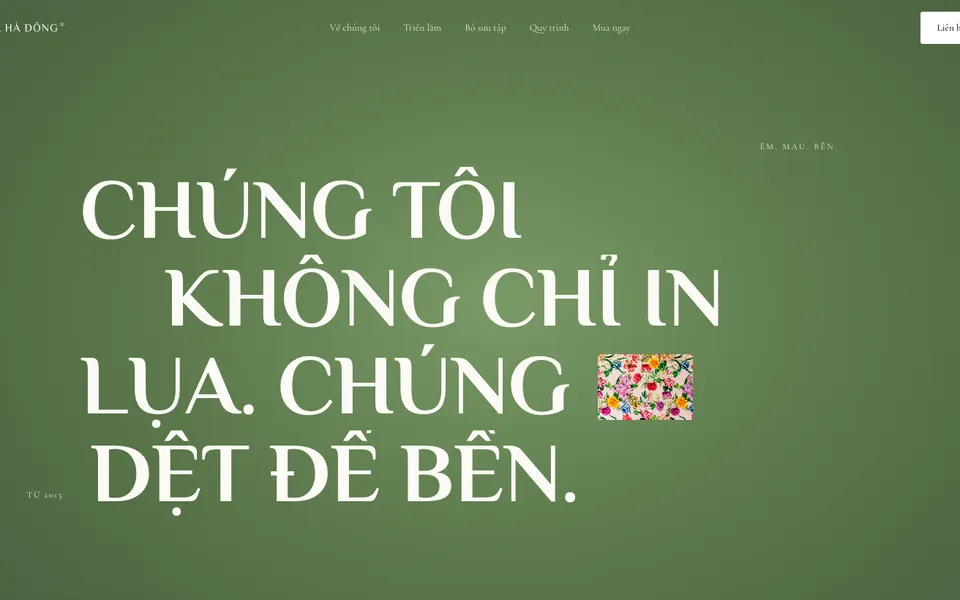 HÀ ĐÔNG®
Về chúng tôi
Triển lãm
Bộ sưu tập
Quy trình
Mua ngay
Liên
ÊM. MÀU. BỀN.
CHÚNG TÔI
KHÔNG CHỈ IN
LỤA. CHÚNG
DỆT ĐỂ BỀN.
TỪ 2015